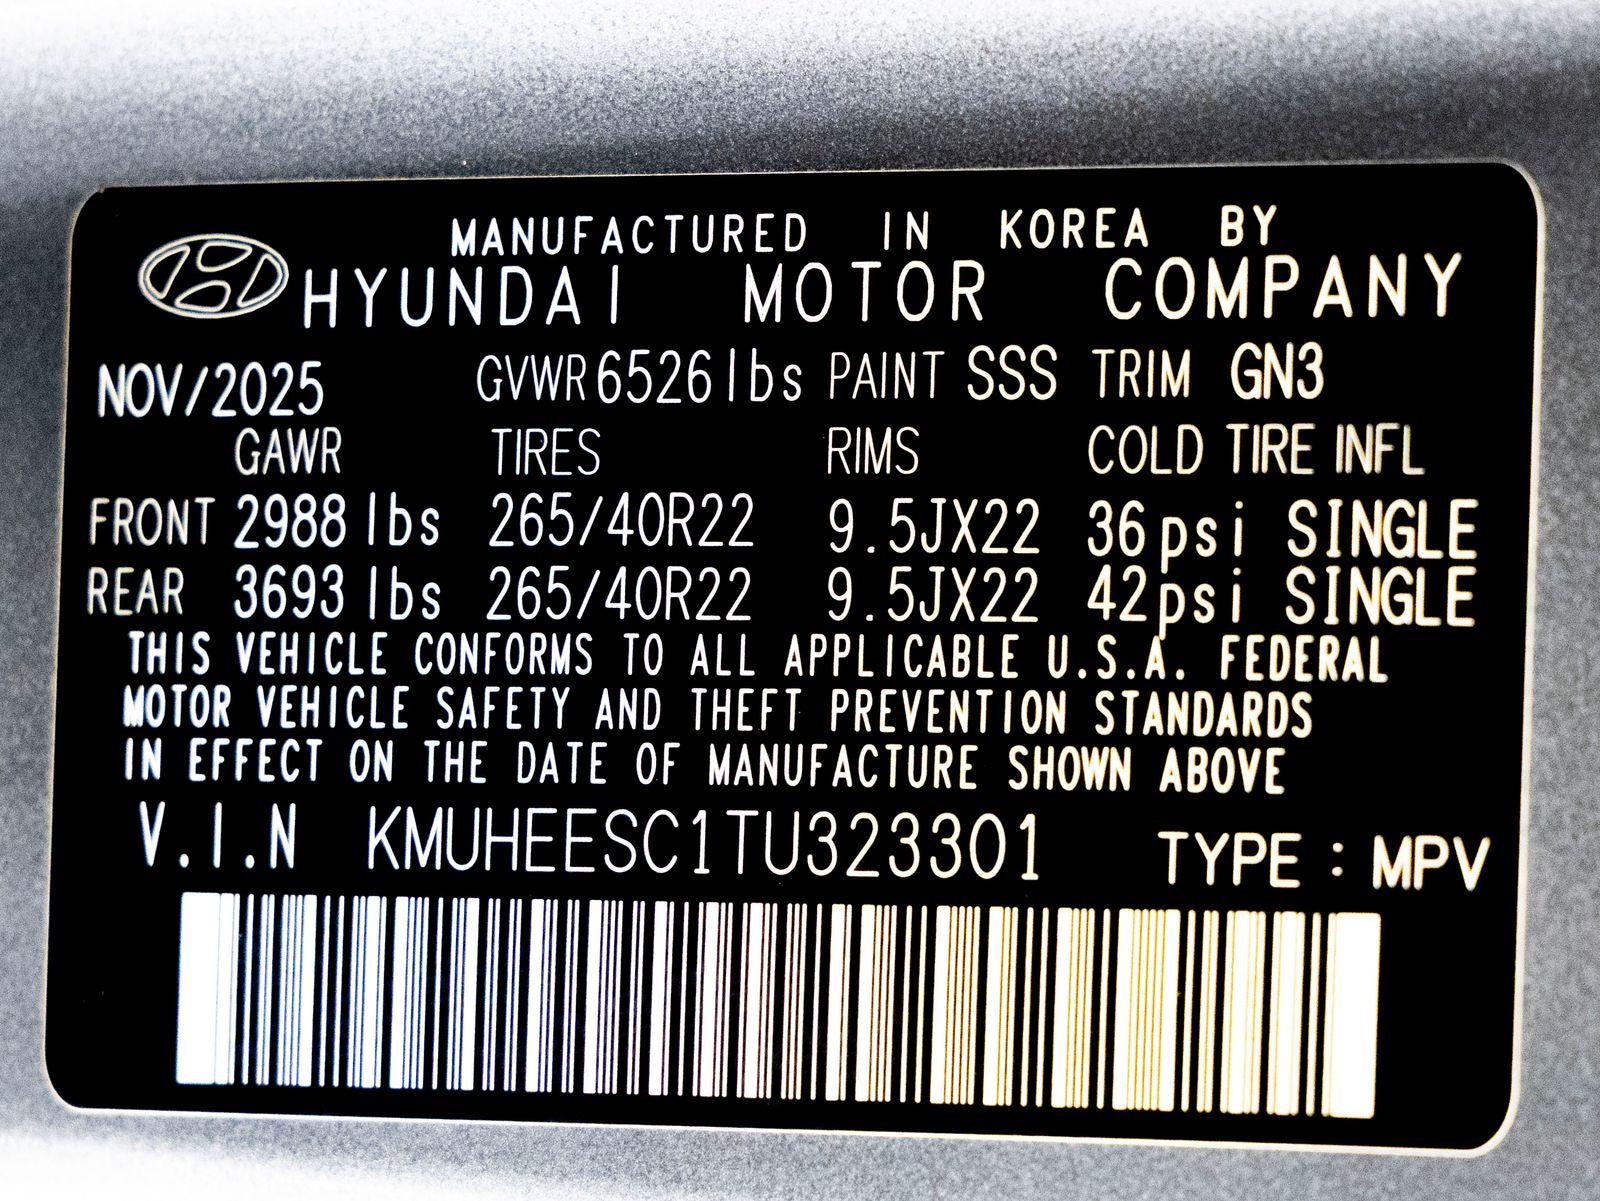 MANUFACTURED IN KOREA BY
HYUNDAI MOTOR COMPANY
NOV/2025 GVWR 6526 lbs PAINT SSS TRIM GN3
GAWR TIRES RIMS COLD TIRE INFL
FRONT 2988 lbs 265/40R22 9.5JX22 36psi SINGLE
REAR 3693 lbs 265/40R22 9.5JX22 42psi SINGLE
THIS VEHICLE CONFORMS TO ALL APPLICABLE U.S.A. FEDERAL
MOTOR VEHICLE SAFETY AND THEFT PREVENTION STANDARDS
IN EFFECT ON THE DATE OF MANUFACTURE SHOWN ABOVE
V.I.N KMUHEESC1TU323301 TYPE : MPV